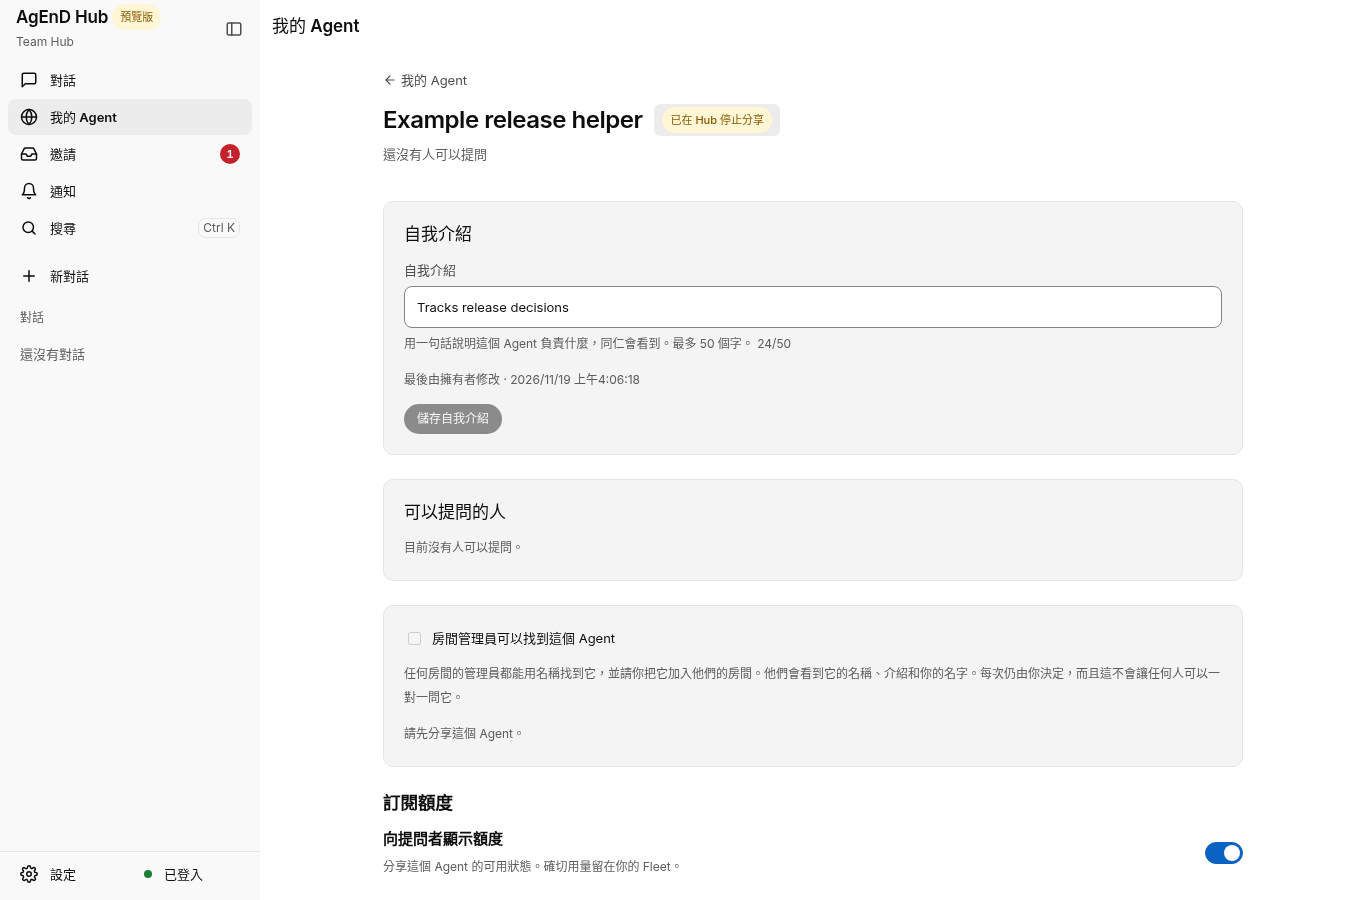 AgEnD Hub 預覽版
Team Hub
對話
我的 Agent
邀請 1
通知
搜尋 Ctrl K
新對話
對話
還沒有對話
設定
已登入
我的 Agent
← 我的 Agent
Example release helper 已在 Hub 停止分享
還沒有人可以提問
自我介紹
自我介紹
Tracks release decisions
用一句話說明這個 Agent 負責什麼，同仁會看到。最多 50 個字。 24/50
最後由擁有者修改 · 2026/11/19 上午4:06:18
儲存自我介紹
可以提問的人
目前沒有人可以提問。
房間管理員可以找到這個 Agent
任何房間的管理員都能用名稱找到它，並請你把它加入他們的房間。他們會看到它的名稱、介紹和你的名字。每次仍由你決定，而且這不會讓任何人可以一
對一問它。
請先分享這個 Agent。
訂閱額度
向提問者顯示額度
分享這個 Agent 的可用狀態。確切用量留在你的 Fleet。